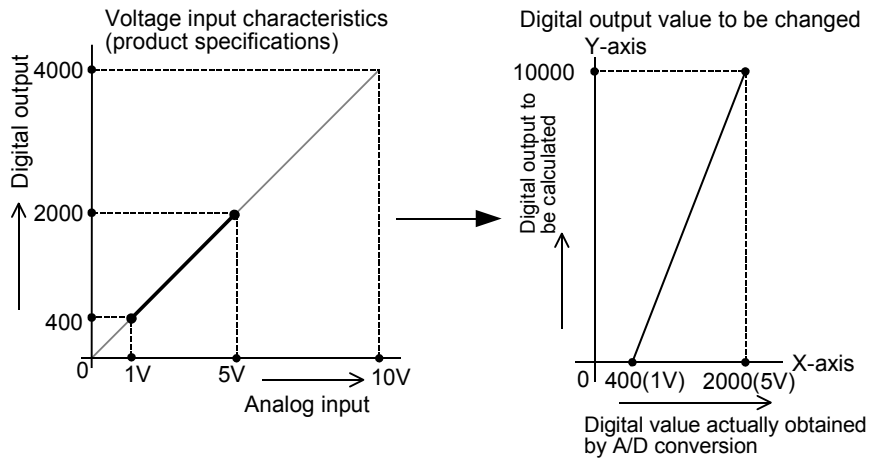 Voltage input characteristics
(product specifications)
4000
2000
400
0
1V
5V
10V
Digital output
Analog input
Digital output value to be changed
Y-axis
10000
Digital output to
be calculated
X-axis
0
400(1V)
2000(5V)
Digital value actually obtained
by A/D conversion